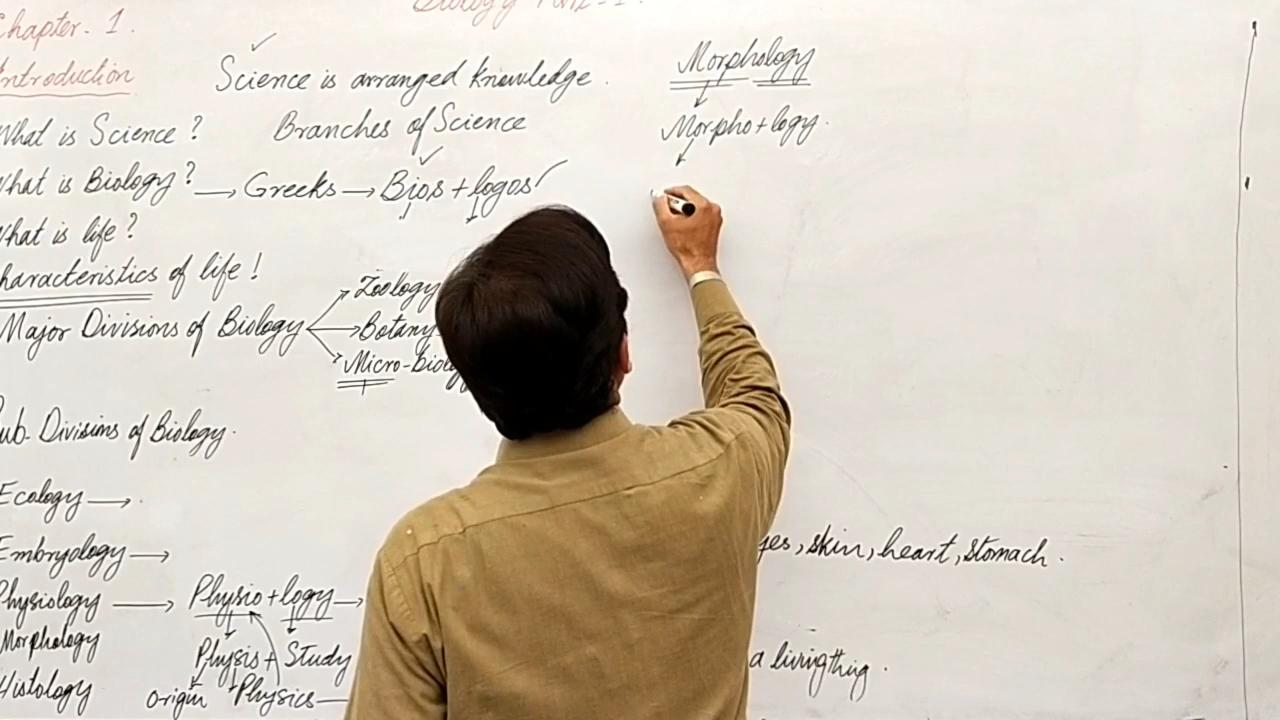 Chapter-1.
Introduction
Science is arranged knowledge.
What is Science?
Branches of Science
What is Biology? → Greeks → Bios + logos
What is life?
Characteristics of life!
Major Divisions of Biology
Zoology
Botany
Micro-biology
Sub-Divisions of Biology.
Ecology →
Embryology →
Physiology → Physio + logy →
Morphology
Physis + Study
Histology
origin Physics
Morphology
Morpho + logy.
eyes, skin, heart, stomach.
a living thing.